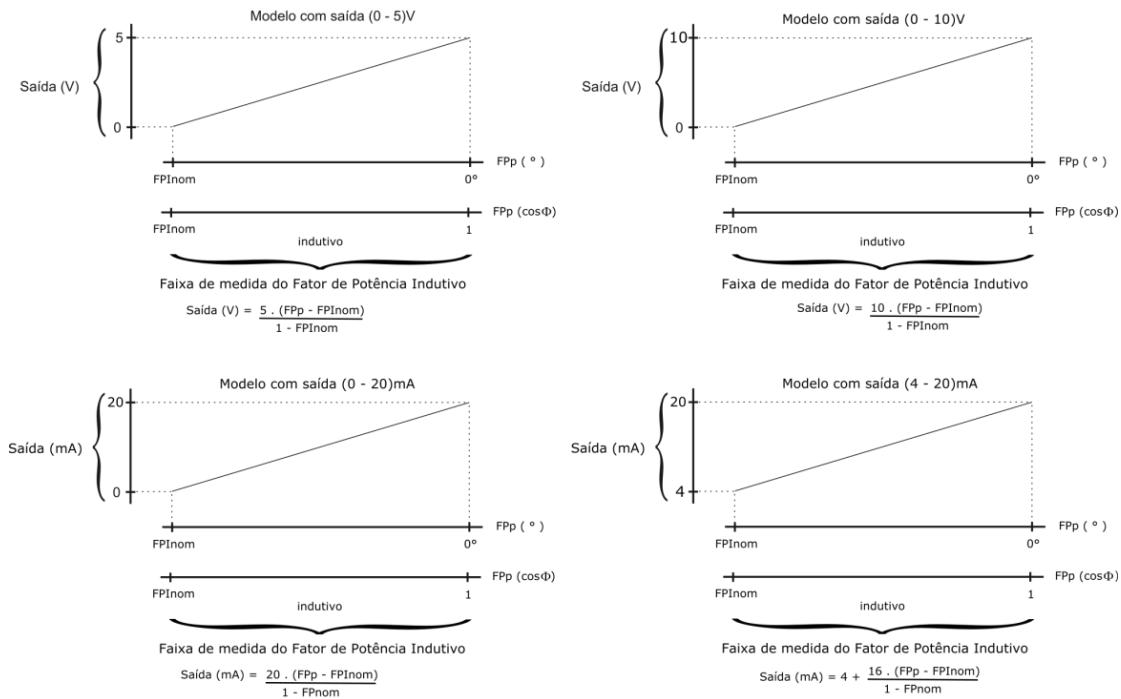 Modelo com saída (0 - 5)V
5
Saída (V)
0
FPp ( º )
FPInom
0°
FPp (cosΦ)
FPInom
1
indutivo
Faixa de medida do Fator de Potência Indutivo
Saída (V) = 5 . (FPp - FPInom)
1 - FPInom
Modelo com saída (0 - 10)V
10
Saída (V)
0
FPp ( º )
FPInom
0°
FPp (cosΦ)
FPInom
1
indutivo
Faixa de medida do Fator de Potência Indutivo
Saída (V) = 10 . (FPp - FPInom)
1 - FPInom
Modelo com saída (0 - 20)mA
20
Saída (mA)
0
FPp ( º )
FPInom
0°
FPp (cosΦ)
FPInom
1
indutivo
Faixa de medida do Fator de Potência Indutivo
Saída (mA) = 20 . (FPp - FPInom)
1 - FPnom
Modelo com saída (4 - 20)mA
20
Saída (mA)
4
FPp ( º )
FPInom
0°
FPp (cosΦ)
FPInom
1
indutivo
Faixa de medida do Fator de Potência Indutivo
Saída (mA) = 4 + 16 . (FPp - FPInom)
1 - FPnom